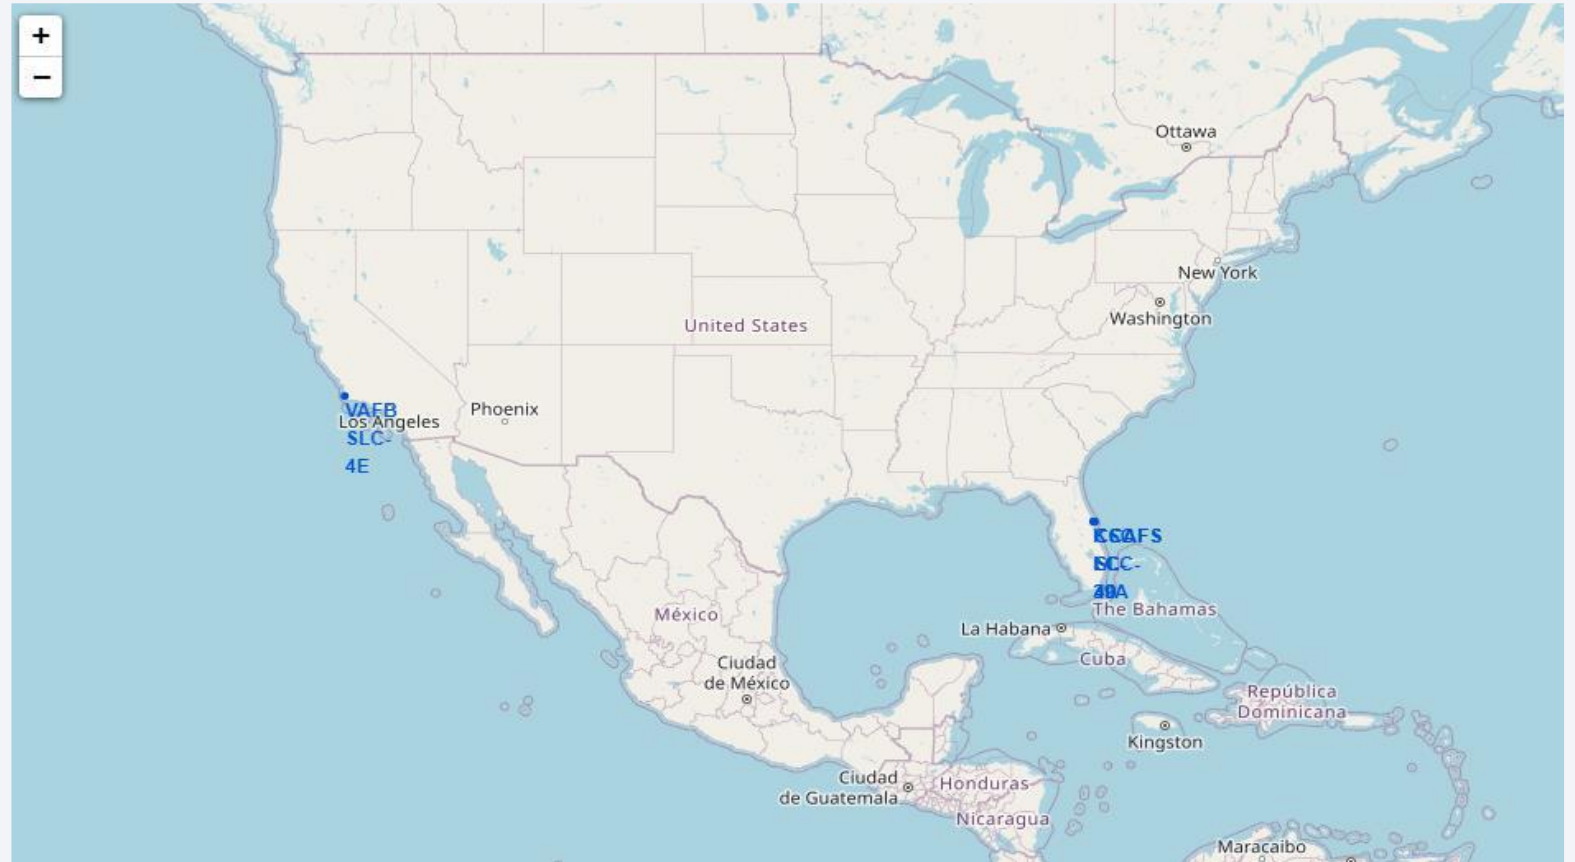 +
−
Ottawa
New York
Washington
United States
VAFB
SLC-
4E
Los Angeles
Phoenix
The Bahamas
La Habana
México
Cuba
Ciudad
de México
República
Dominicana
Kingston
Ciudad
de Guatemala
Honduras
Nicaragua
Maracaibo